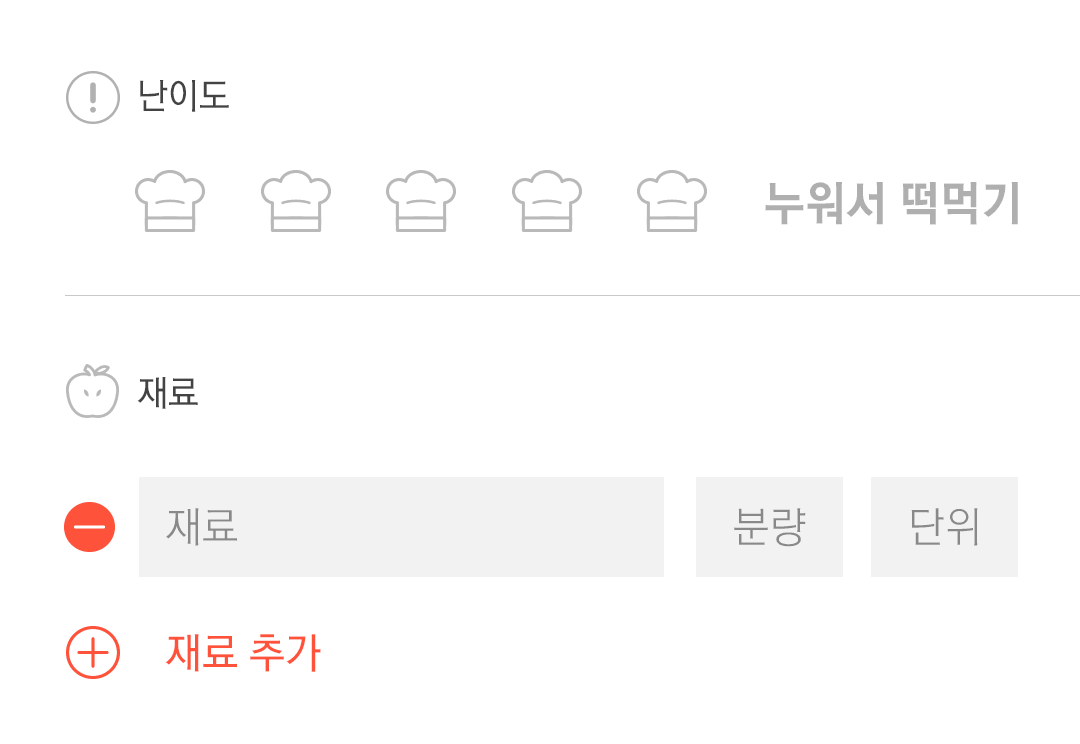 난이도
누워서 떡먹기
재료
재료 분량 단위
재료 추가